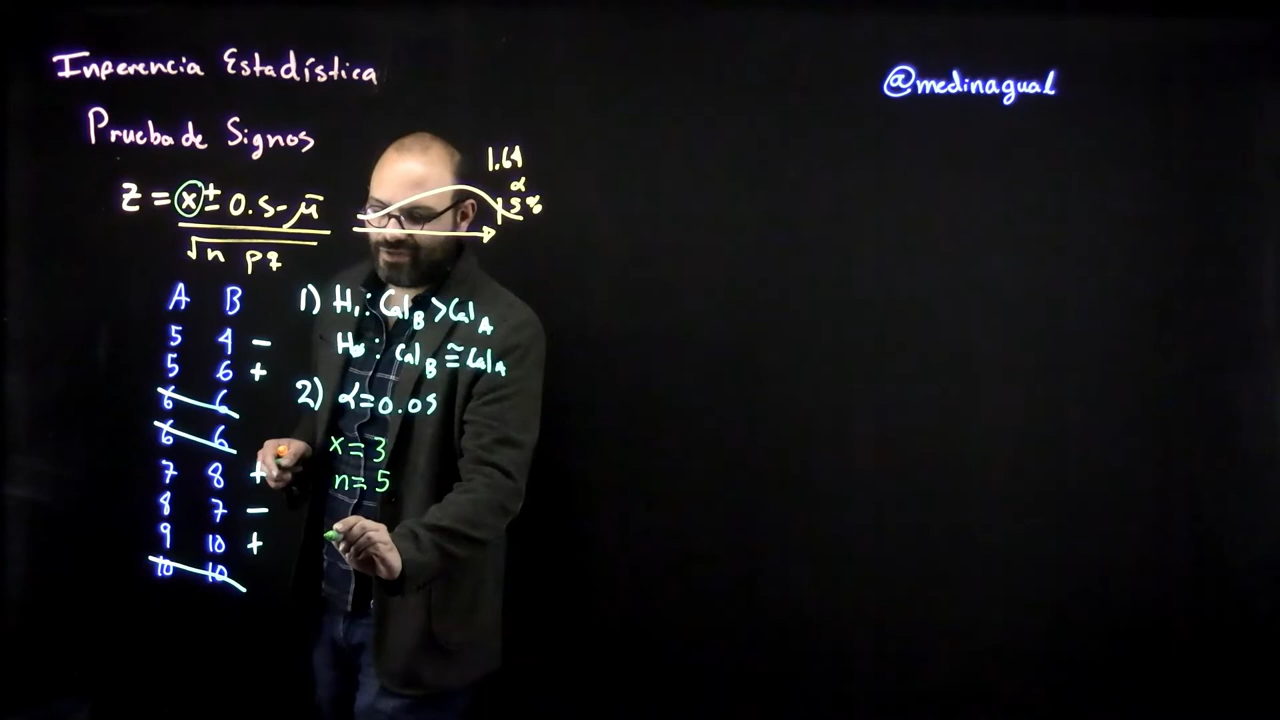 Inferencia Estadística
@medinagual
Prueba de Signos
1.64
α
5%
z = x ± 0.5 - μ̄
√n p q
A B
5 4 -
5 6 +
6 6
6 6
7 8 +
8 7 -
9 10 +
10 10
1) H₁: Cal_B > Cal_A
H₀: Cal_B ≅ Cal_A
2) α = 0.05
x = 3
n = 5